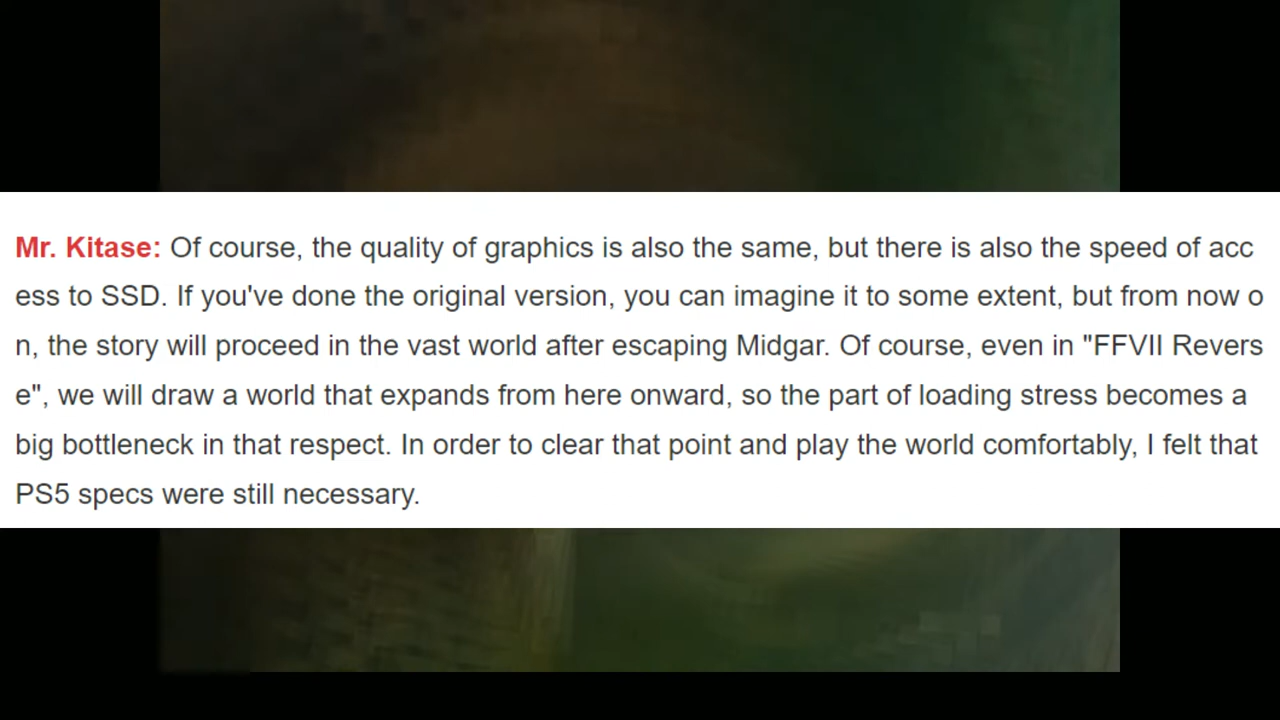 Mr. Kitase: Of course, the quality of graphics is also the same, but there is also the speed of acc
ess to SSD. If you've done the original version, you can imagine it to some extent, but from now o
n, the story will proceed in the vast world after escaping Midgar. Of course, even in "FFVII Revers
e", we will draw a world that expands from here onward, so the part of loading stress becomes a
big bottleneck in that respect. In order to clear that point and play the world comfortably, I felt that
PS5 specs were still necessary.